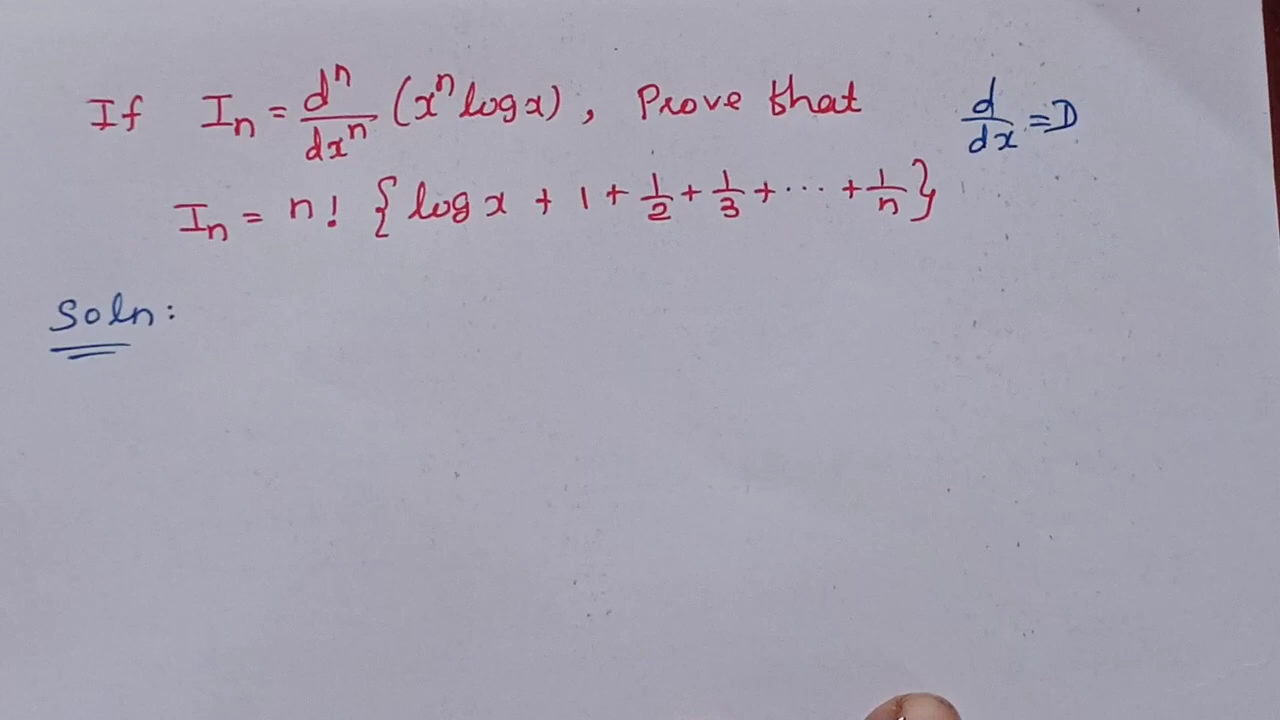 If Iₙ = dⁿ/dxⁿ (xⁿ log x), Prove that
d/dx = D
Iₙ = n! { log x + 1 + 1/2 + 1/3 + ··· + 1/n }
Soln: